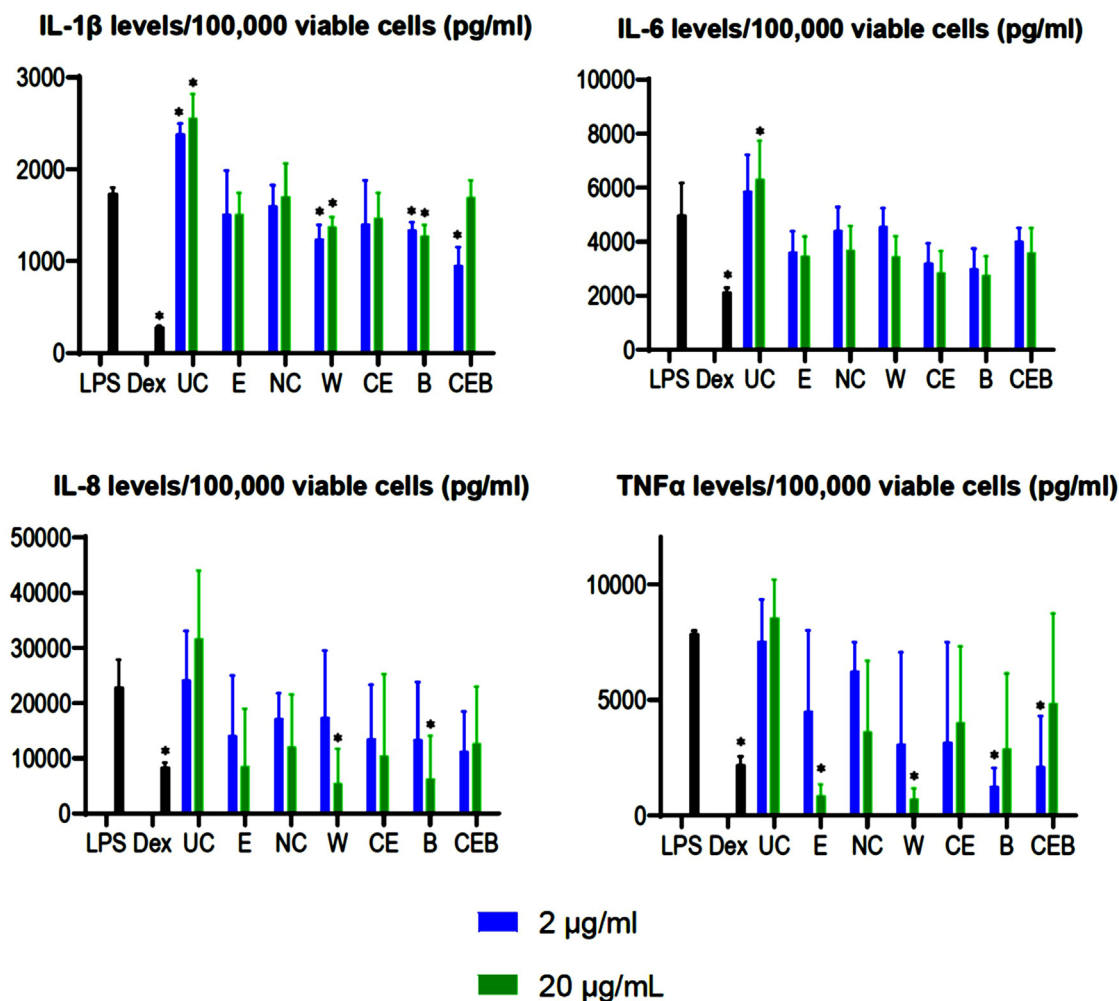 IL-1β levels/100,000 viable cells (pg/ml)
3000
2000
1000
0
* * * * * * * *
LPS Dex UC E NC W CE B CEB
IL-6 levels/100,000 viable cells (pg/ml)
10000
8000
6000
4000
2000
0
* *
LPS Dex UC E NC W CE B CEB
IL-8 levels/100,000 viable cells (pg/ml)
50000
40000
30000
20000
10000
0
* * *
LPS Dex UC E NC W CE B CEB
TNFα levels/100,000 viable cells (pg/ml)
10000
5000
0
* * * * *
LPS Dex UC E NC W CE B CEB
2 µg/ml
20 µg/mL